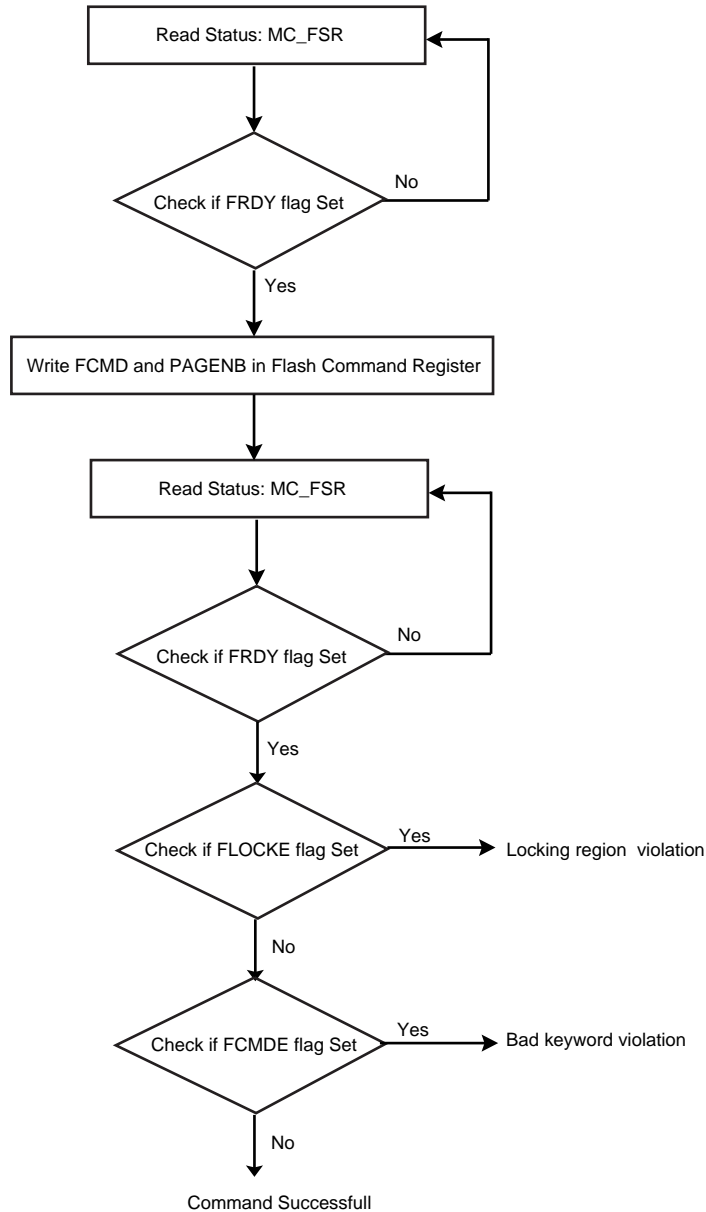 Read Status: MC_FSR
No
Check if FRDY flag Set
Yes
Write FCMD and PAGENB in Flash Command Register
Read Status: MC_FSR
No
Check if FRDY flag Set
Yes
Check if FLOCKE flag Set
Yes
Locking region violation
No
Check if FCMDE flag Set
Yes
Bad keyword violation
No
Command Successfull